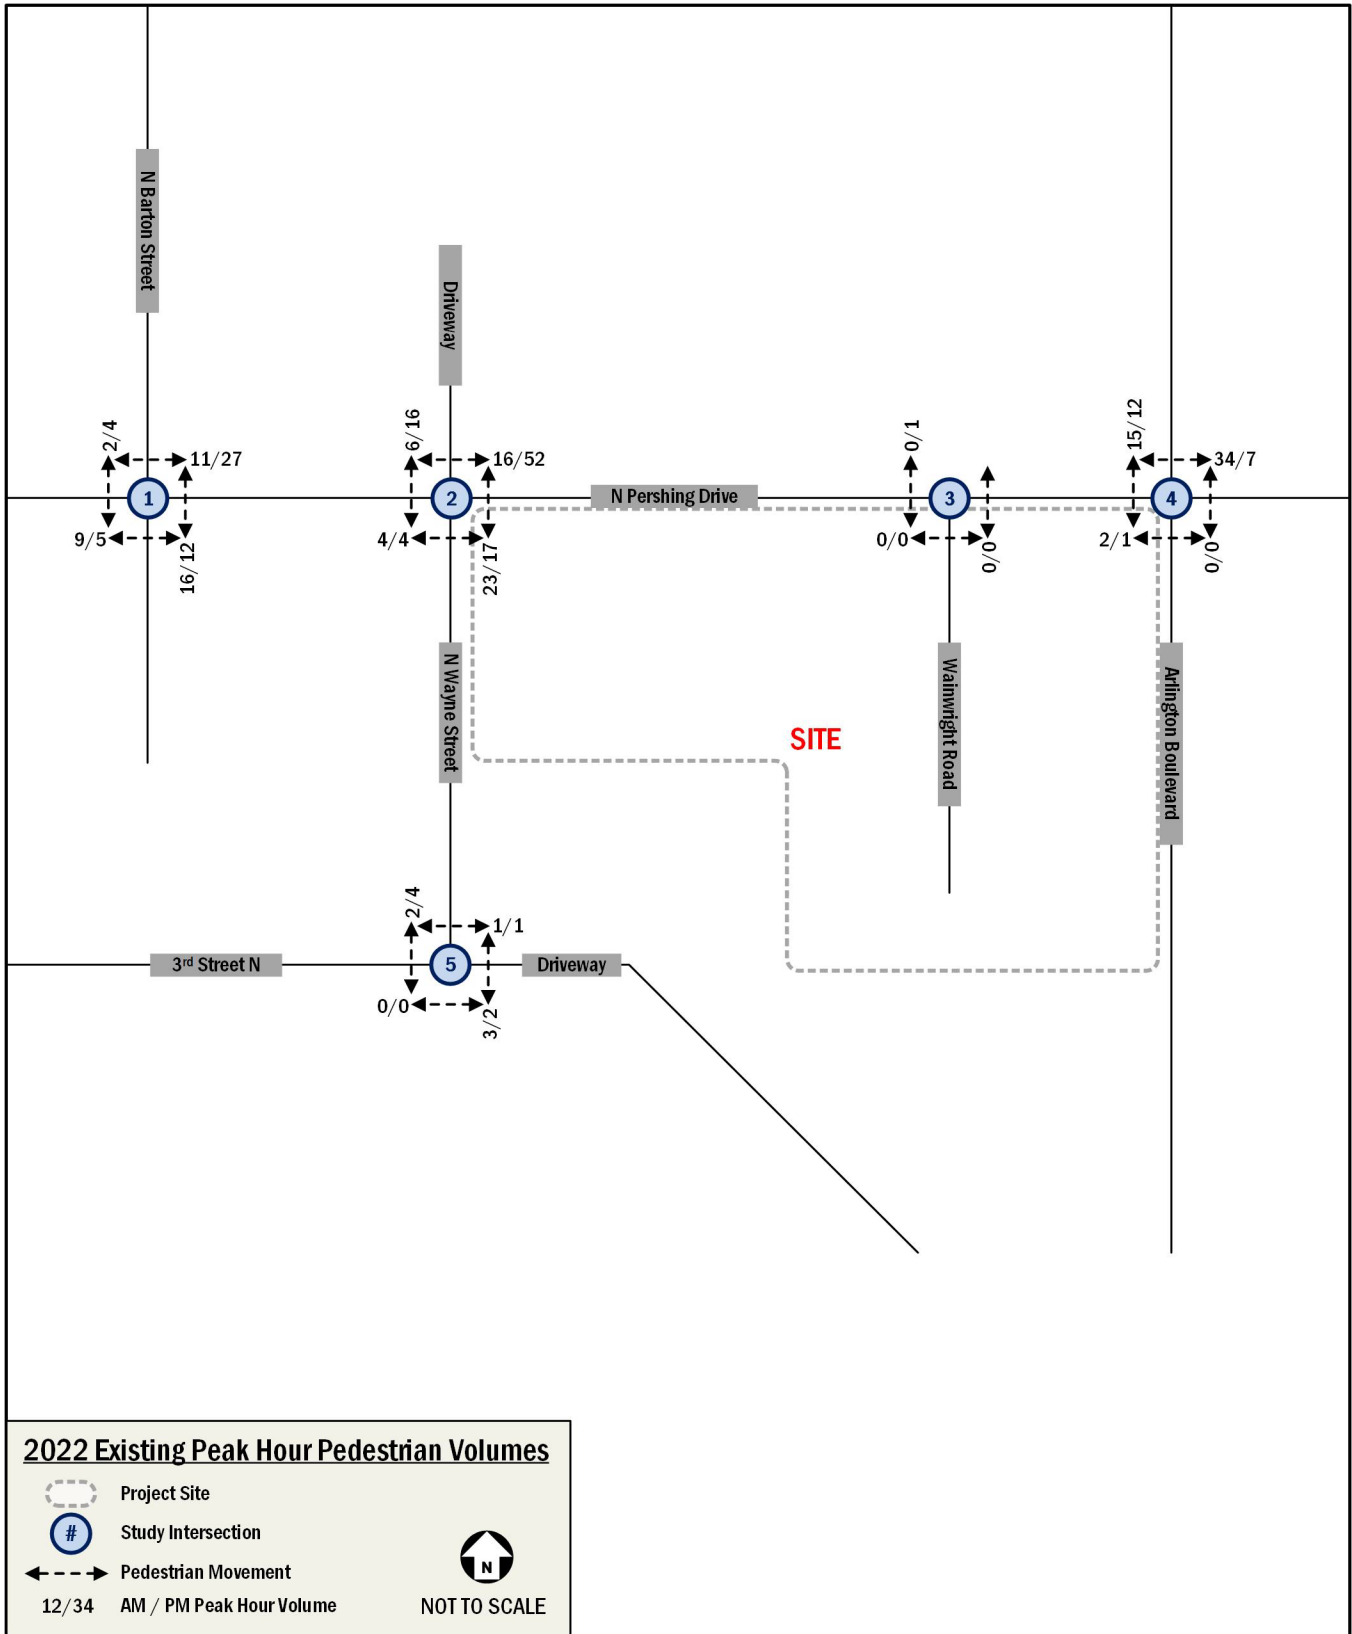 N Barton Street
Driveway
2/4
11/27
1
9/5
16/12
6/16
16/52
2
4/4
23/17
N Pershing Drive
0/1
3
0/0
0/0
15/12
34/7
4
2/1
0/0
N Wayne Street
SITE
Wainwright Road
Arlington Boulevard
2/4
1/1
3rd Street N
5
Driveway
0/0
3/2
2022 Existing Peak Hour Pedestrian Volumes
Project Site
# Study Intersection
Pedestrian Movement
12/34 AM / PM Peak Hour Volume
N
NOT TO SCALE